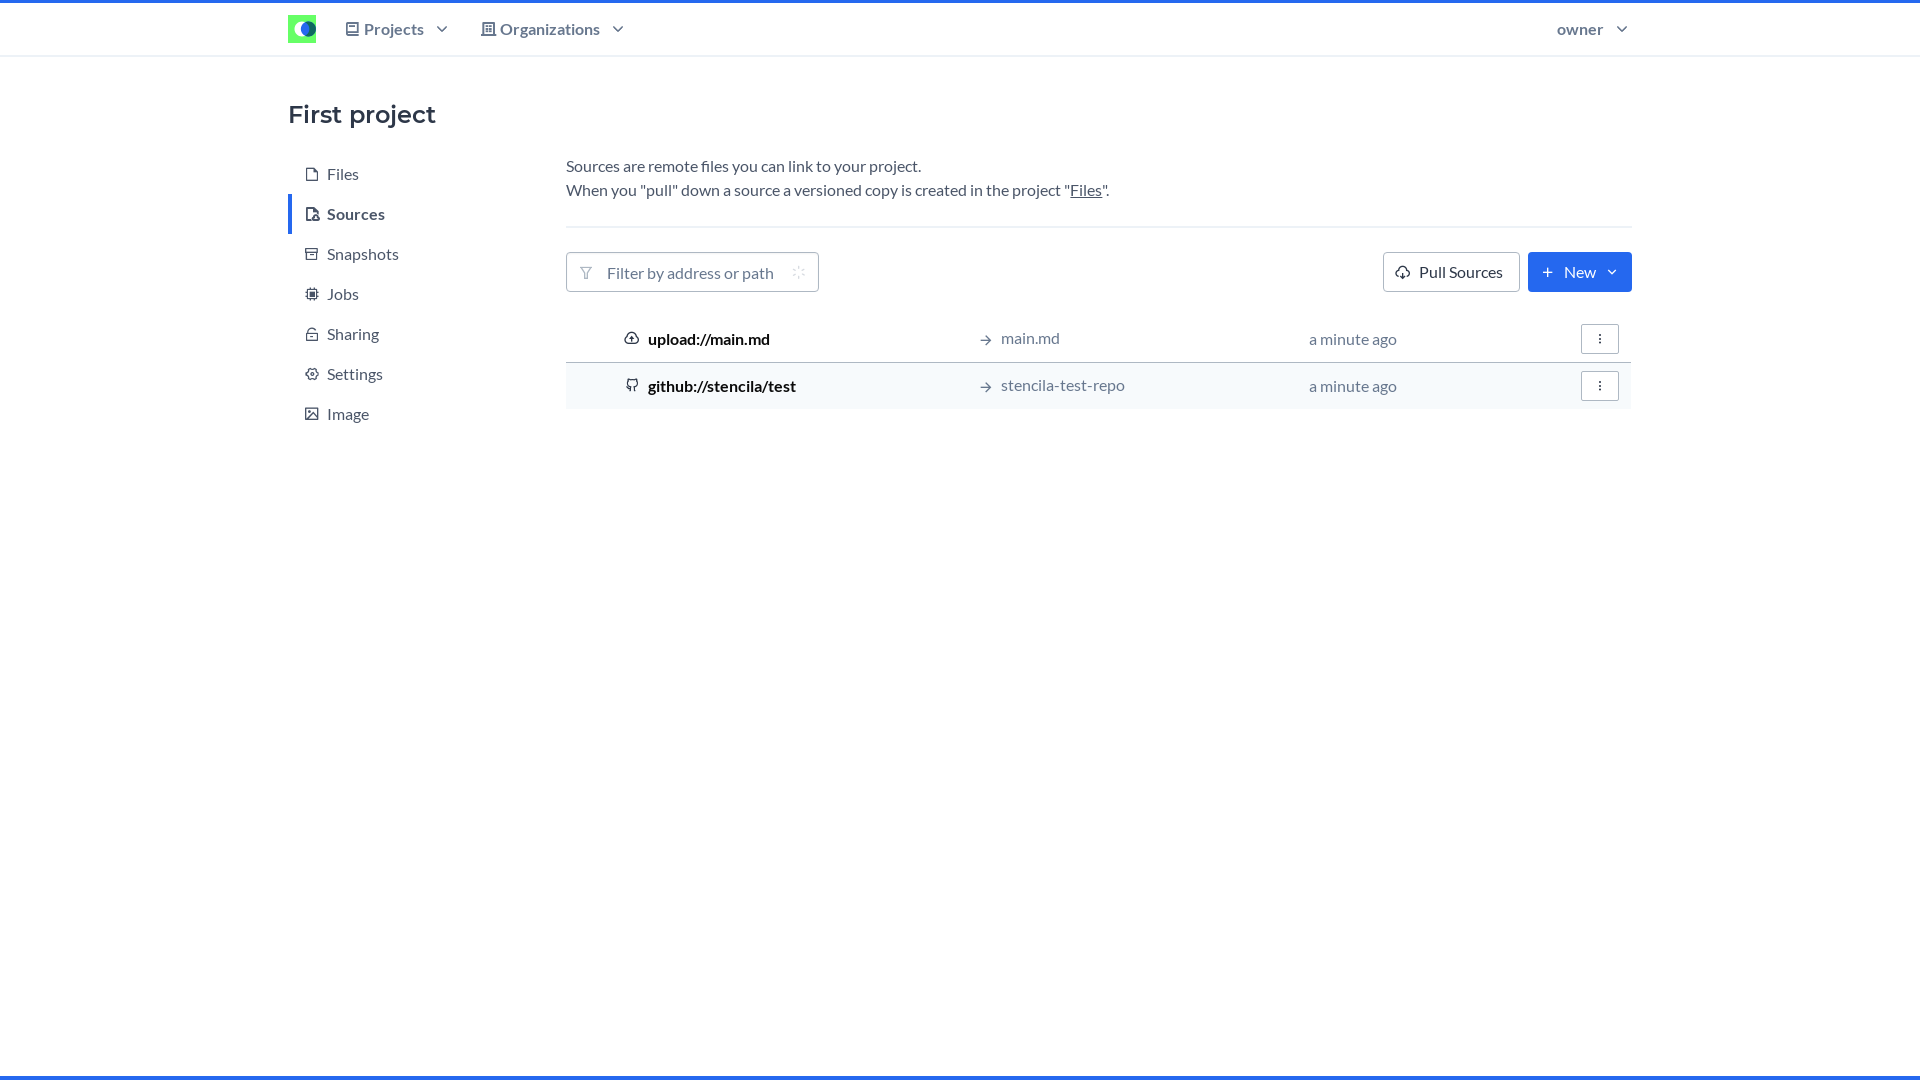 Projects
Organizations
owner
First project
Files
Sources
Snapshots
Jobs
Sharing
Settings
Image
Sources are remote files you can link to your project.
When you "pull" down a source a versioned copy is created in the project "Files".
Filter by address or path
Pull Sources
New
upload://main.md main.md a minute ago
github://stencila/test stencila-test-repo a minute ago